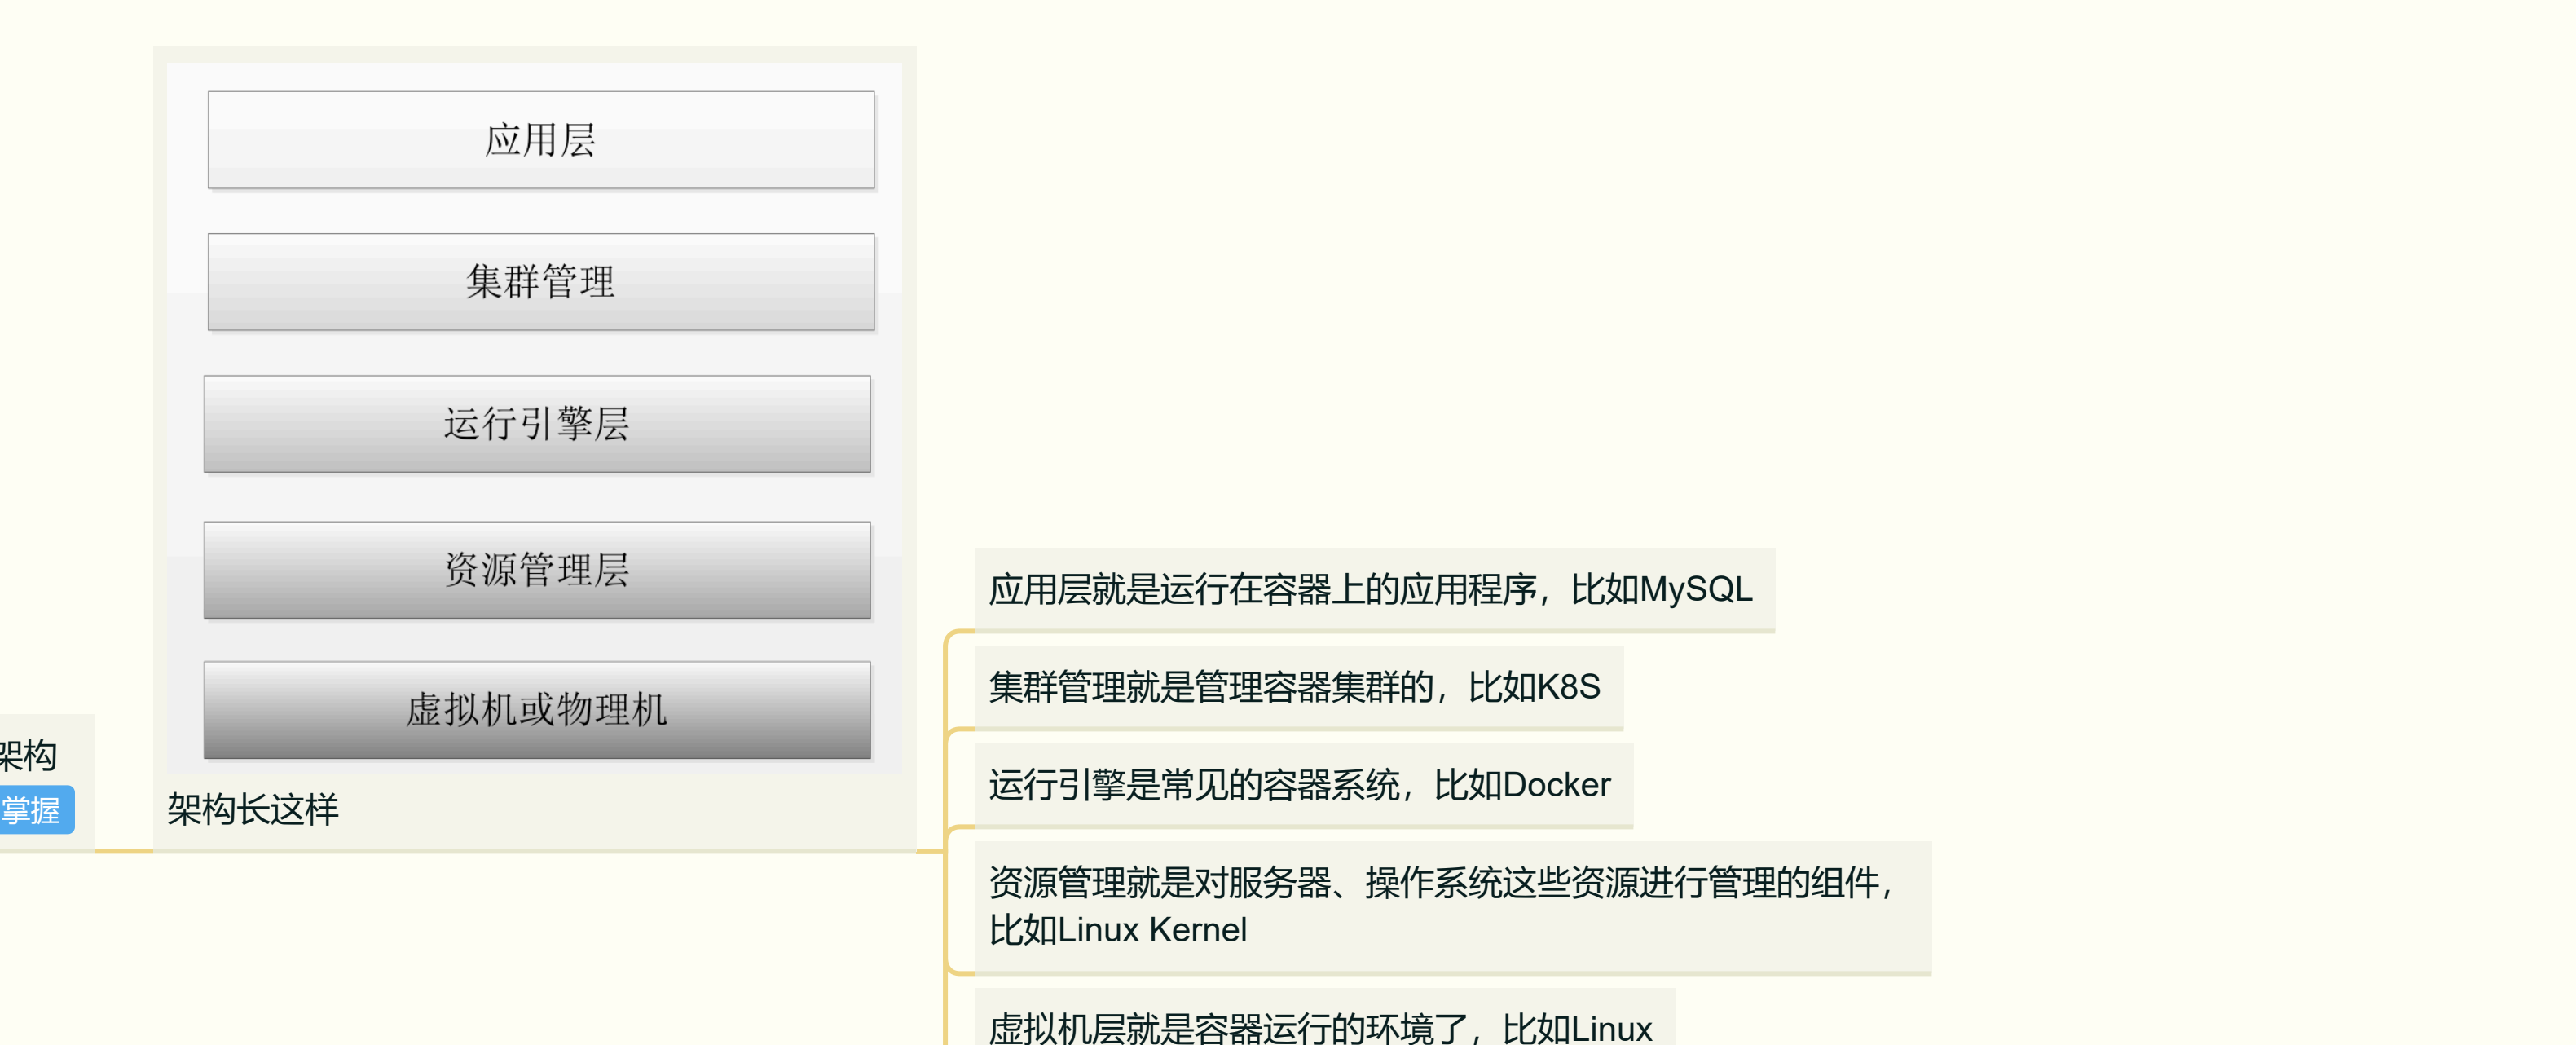 应用层
集群管理
运行引擎层
资源管理层
虚拟机或物理机
架构长这样
架构
掌握
应用层就是运行在容器上的应用程序，比如MySQL
集群管理就是管理容器集群的，比如K8S
运行引擎是常见的容器系统，比如Docker
资源管理就是对服务器、操作系统这些资源进行管理的组件，
比如Linux Kernel
虚拟机层就是容器运行的环境了，比如Linux